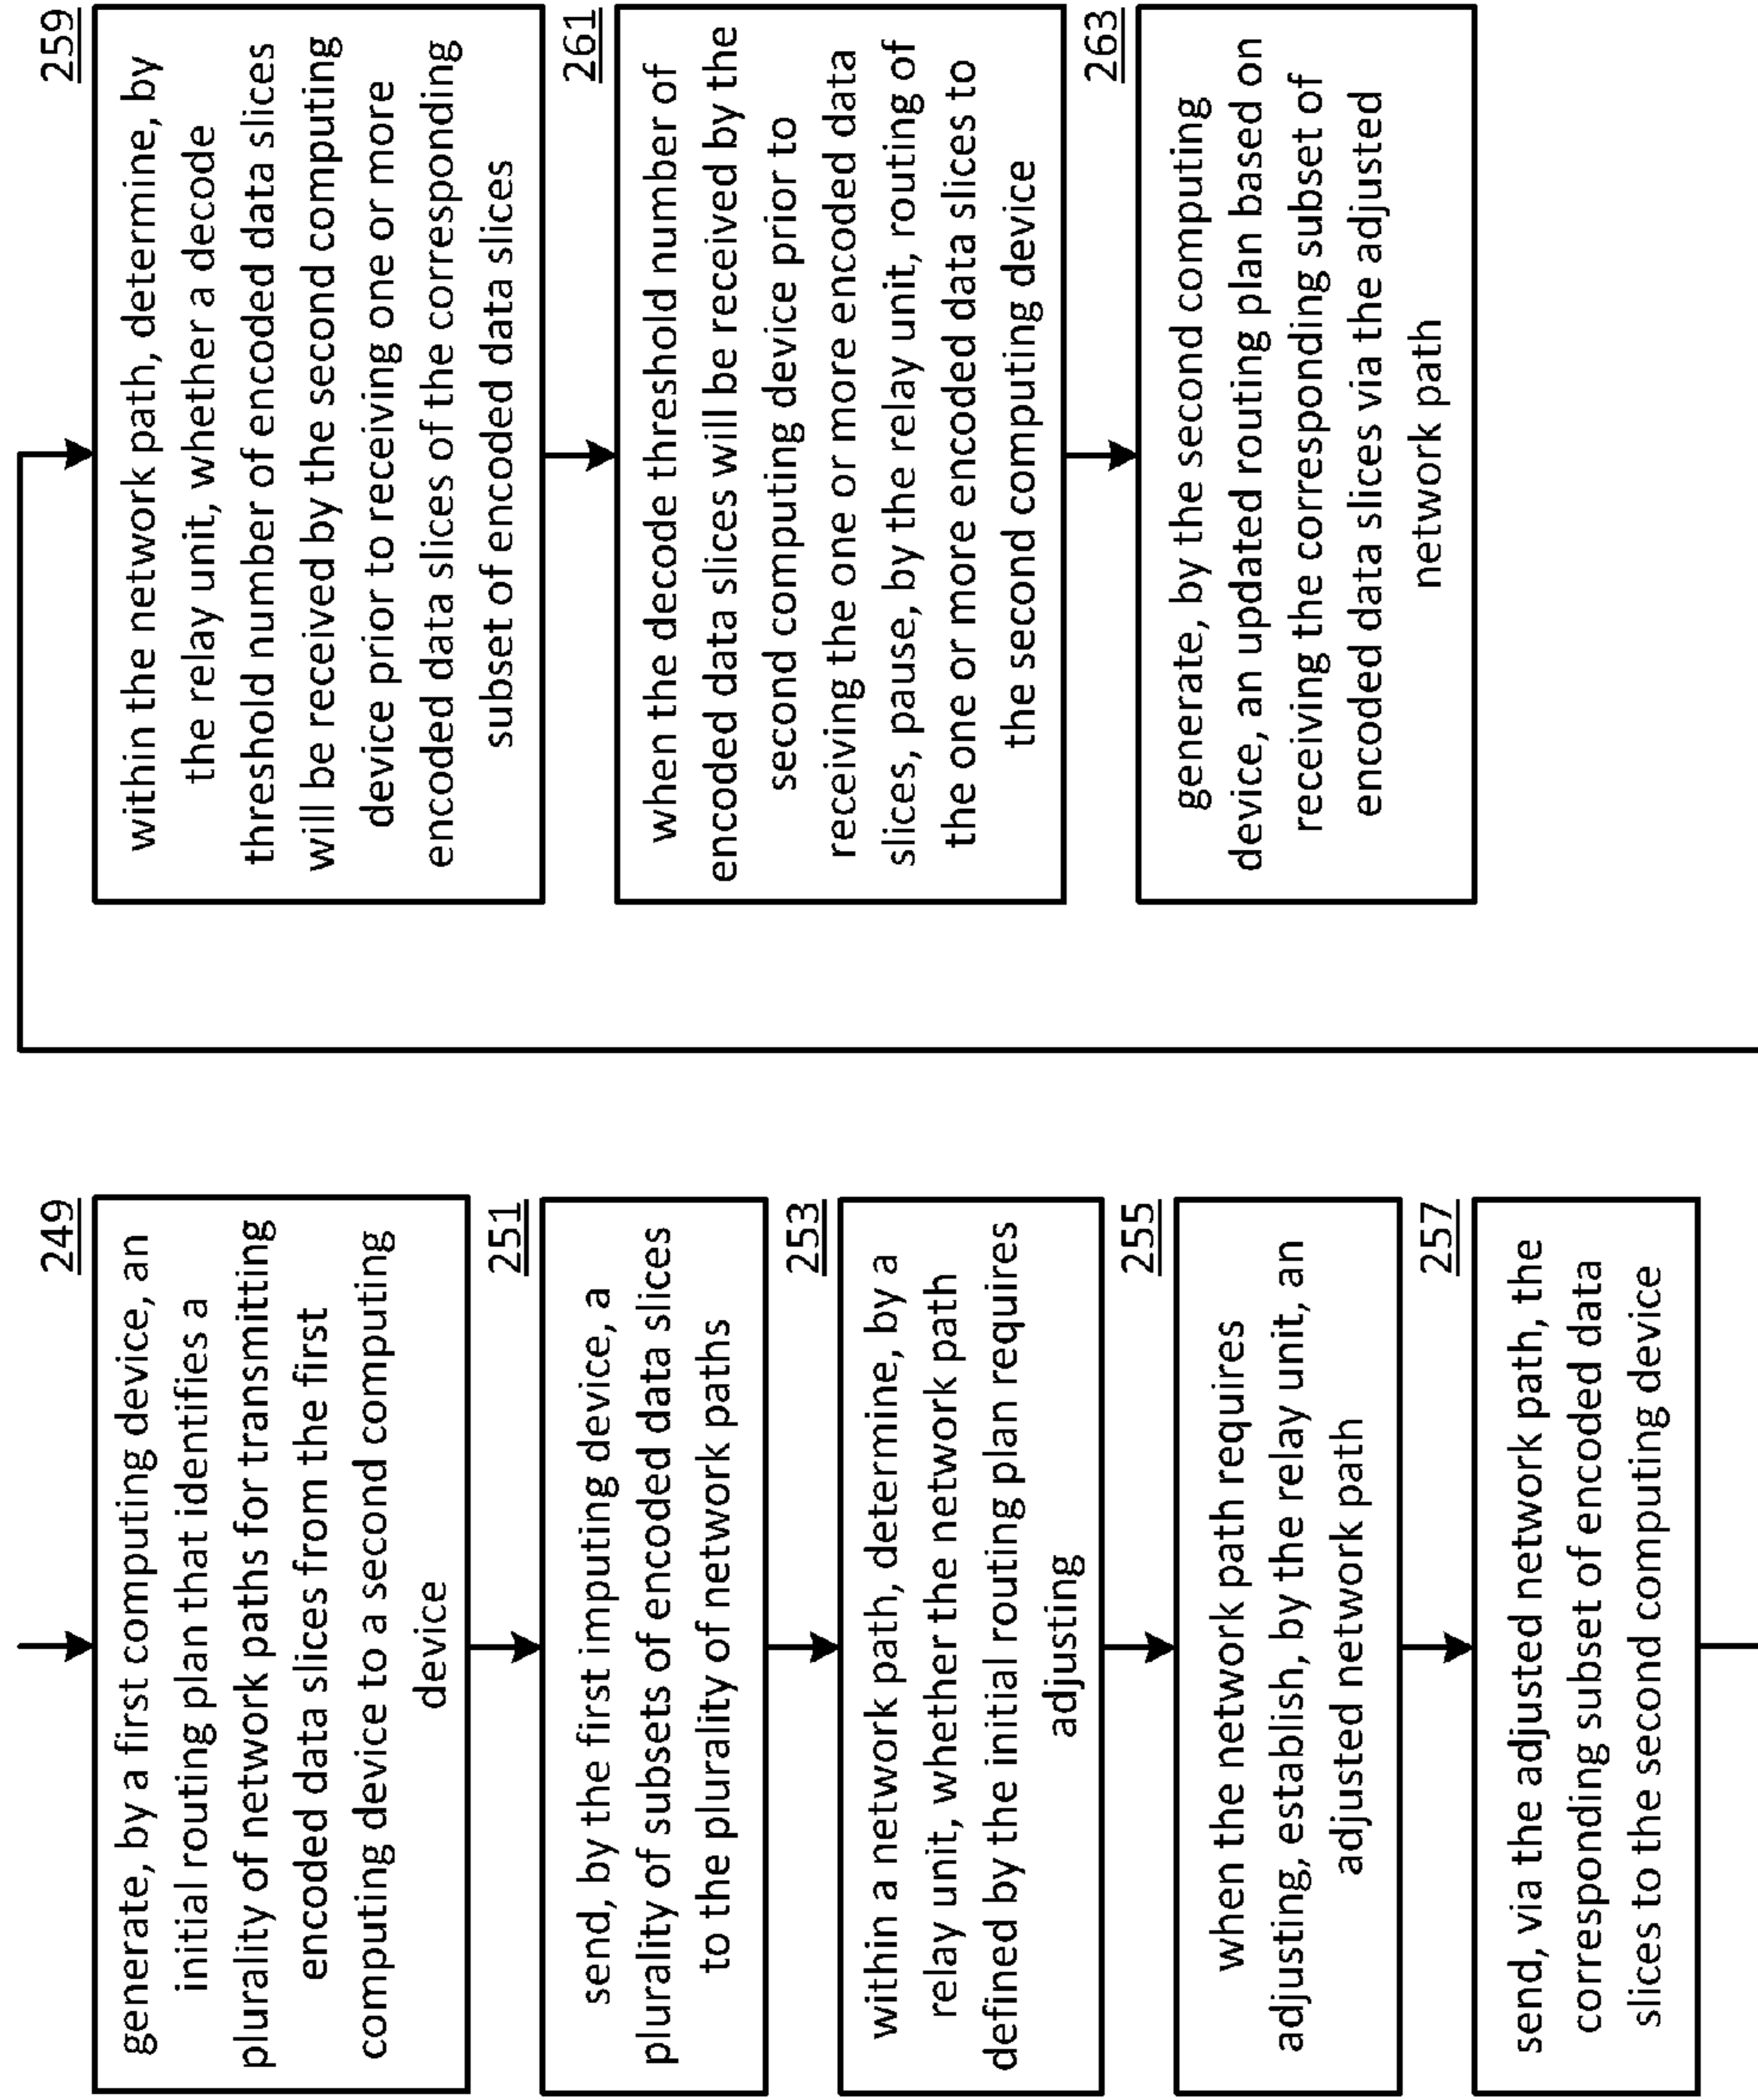 249
generate, by a first computing device, an
initial routing plan that identifies a
plurality of network paths for transmitting
encoded data slices from the first
computing device to a second computing
device
251
send, by the first imputing device, a
plurality of subsets of encoded data slices
to the plurality of network paths
253
within a network path, determine, by a
relay unit, whether the network path
defined by the initial routing plan requires
adjusting
255
when the network path requires
adjusting, establish, by the relay unit, an
adjusted network path
257
send, via the adjusted network path, the
corresponding subset of encoded data
slices to the second computing device
259
within the network path, determine, by
the relay unit, whether a decode
threshold number of encoded data slices
will be received by the second computing
device prior to receiving one or more
encoded data slices of the corresponding
subset of encoded data slices
261
when the decode threshold number of
encoded data slices will be received by the
second computing device prior to
receiving the one or more encoded data
slices, pause, by the relay unit, routing of
the one or more encoded data slices to
the second computing device
263
generate, by the second computing
device, an updated routing plan based on
receiving the corresponding subset of
encoded data slices via the adjusted
network path